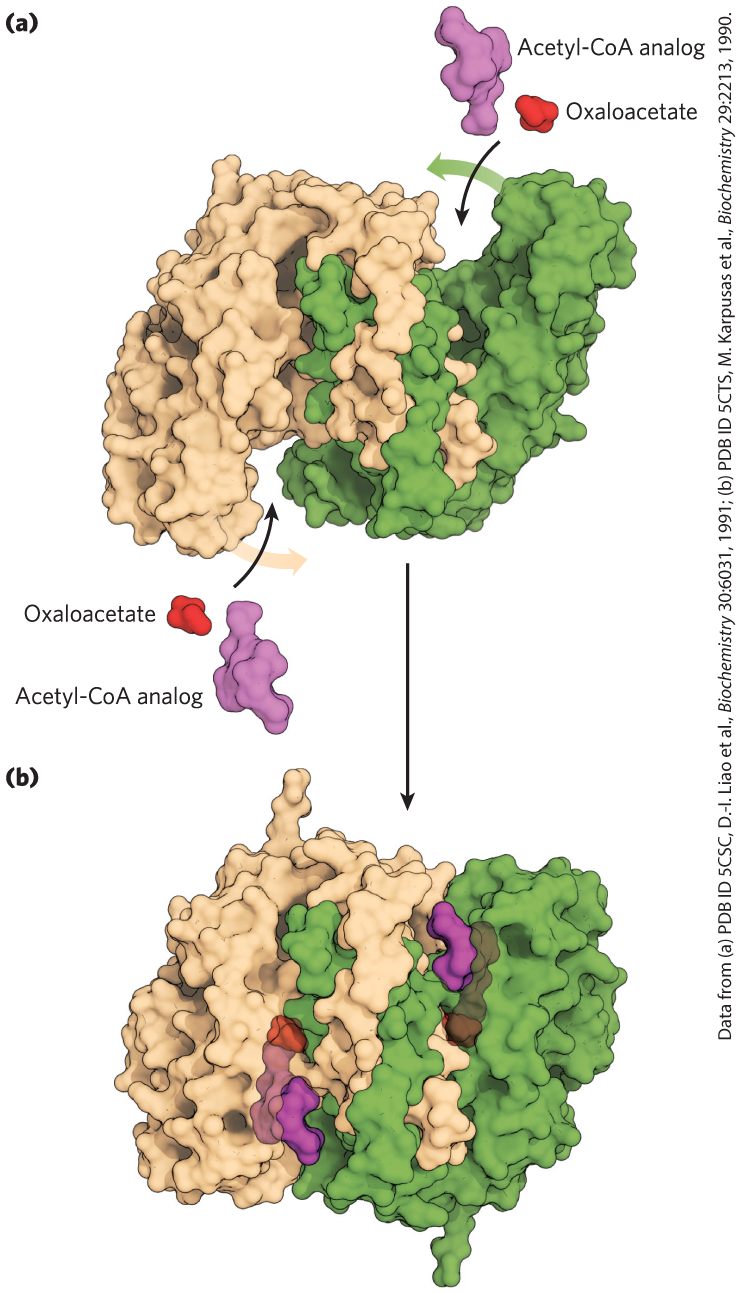 (a)
Acetyl-CoA analog
Oxaloacetate
Oxaloacetate
Acetyl-CoA analog
(b)
Data from (a) PDB ID 5CSC, D.-I. Liao et al., Biochemistry 30:6031, 1991; (b) PDB ID 5CTS, M. Karpusas et al., Biochemistry 29:2213, 1990.